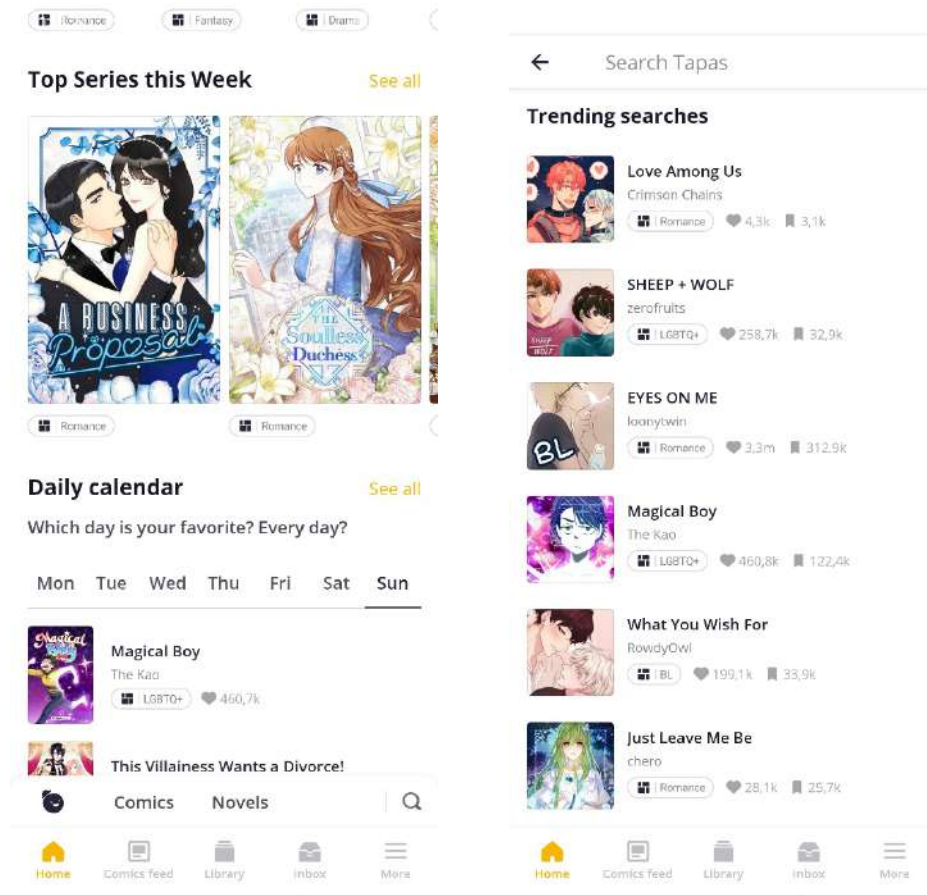 Romance
Fantasy
Drama
Top Series this Week
See all
A BUSINESS
Proposal
IN
THE
Soulless
Duchess
Romance
Romance
Daily calendar
See all
Which day is your favorite? Every day?
Mon Tue Wed Thu Fri Sat Sun
Magical
Boy
Magical Boy
The Kao
LGBTQ+ 460,7k
This Villainess Wants a Divorce!
Comics Novels
Home Comics feed Library Inbox More
Search Tapas
Trending searches
Love Among Us
Crimson Chains
Romance 4,3k 3,1k
SHEEP + WOLF
zerofruits
LGBTQ+ 258,7k 32,9k
SHEEP
WOLF
EYES ON ME
loonytwin
Romance 3,3m 312,9k
BL
Magical Boy
The Kao
LGBTQ+ 460,8k 122,4k
What You Wish For
RowdyOwl
BL 199,1k 33,9k
Just Leave Me Be
chero
Romance 28,1k 25,7k
Home Comics feed Library Inbox More